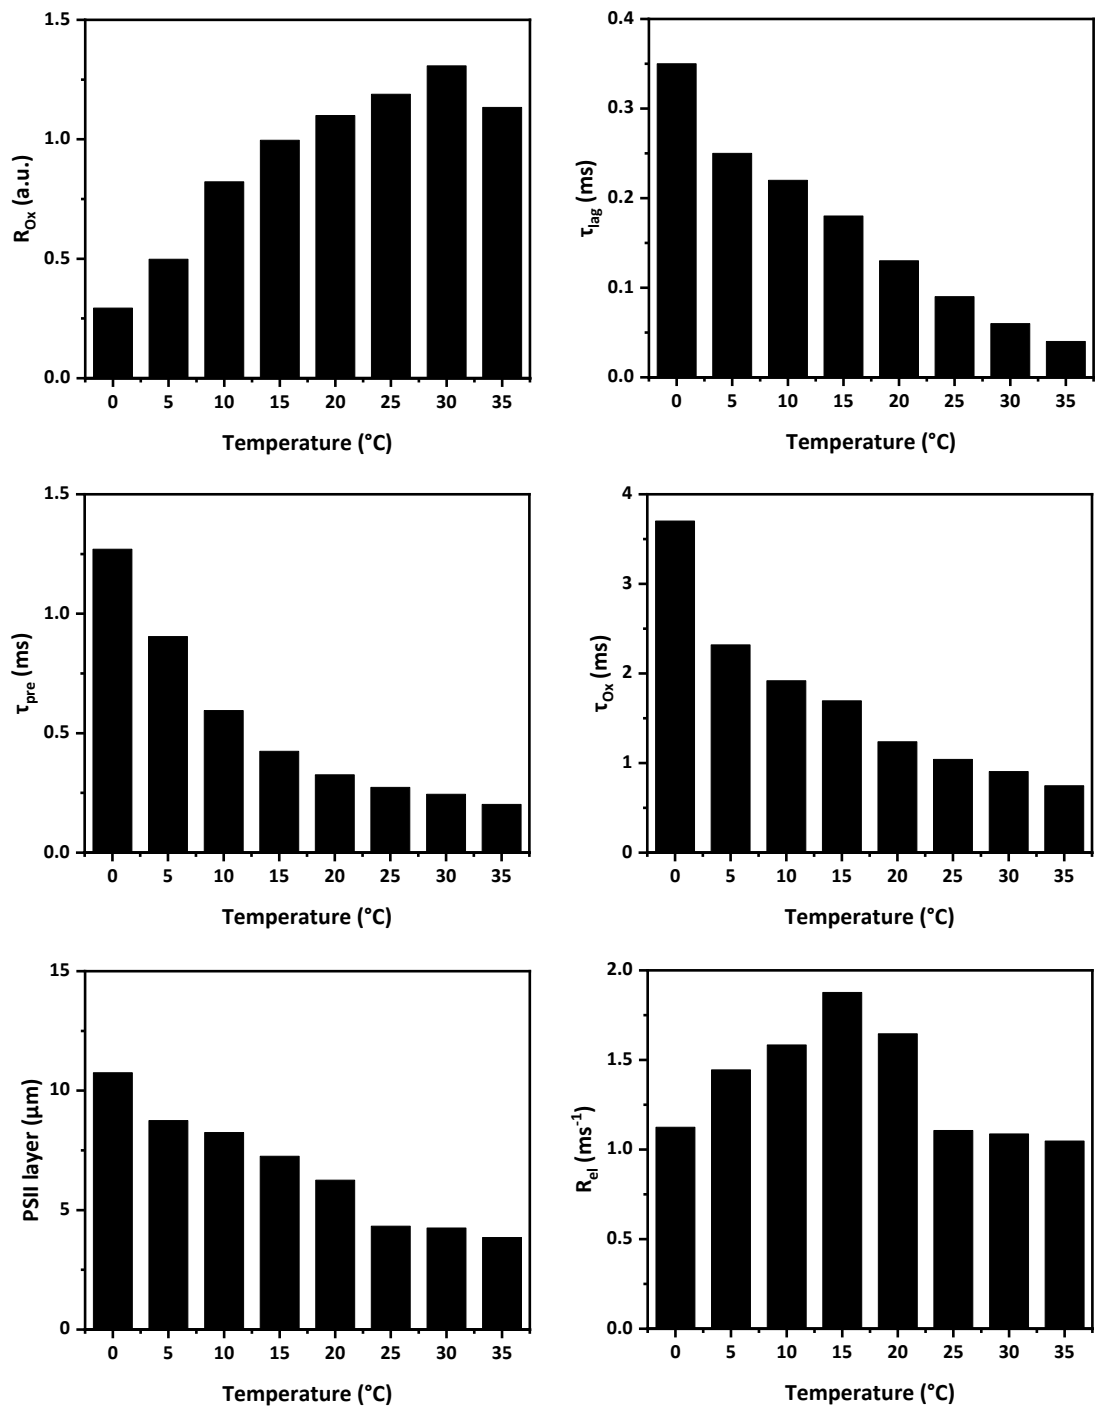 1.5
1.0
0.5
0.0
R_Ox (a.u.)
0 5 10 15 20 25 30 35
Temperature (°C)
0.4
0.3
0.2
0.1
0.0
τ_lag (ms)
0 5 10 15 20 25 30 35
Temperature (°C)
1.5
1.0
0.5
0.0
τ_pre (ms)
0 5 10 15 20 25 30 35
Temperature (°C)
4
3
2
1
0
τ_Ox (ms)
0 5 10 15 20 25 30 35
Temperature (°C)
15
10
5
0
PSII layer (μm)
0 5 10 15 20 25 30 35
Temperature (°C)
2.0
1.5
1.0
0.5
0.0
R_el (ms⁻¹)
0 5 10 15 20 25 30 35
Temperature (°C)